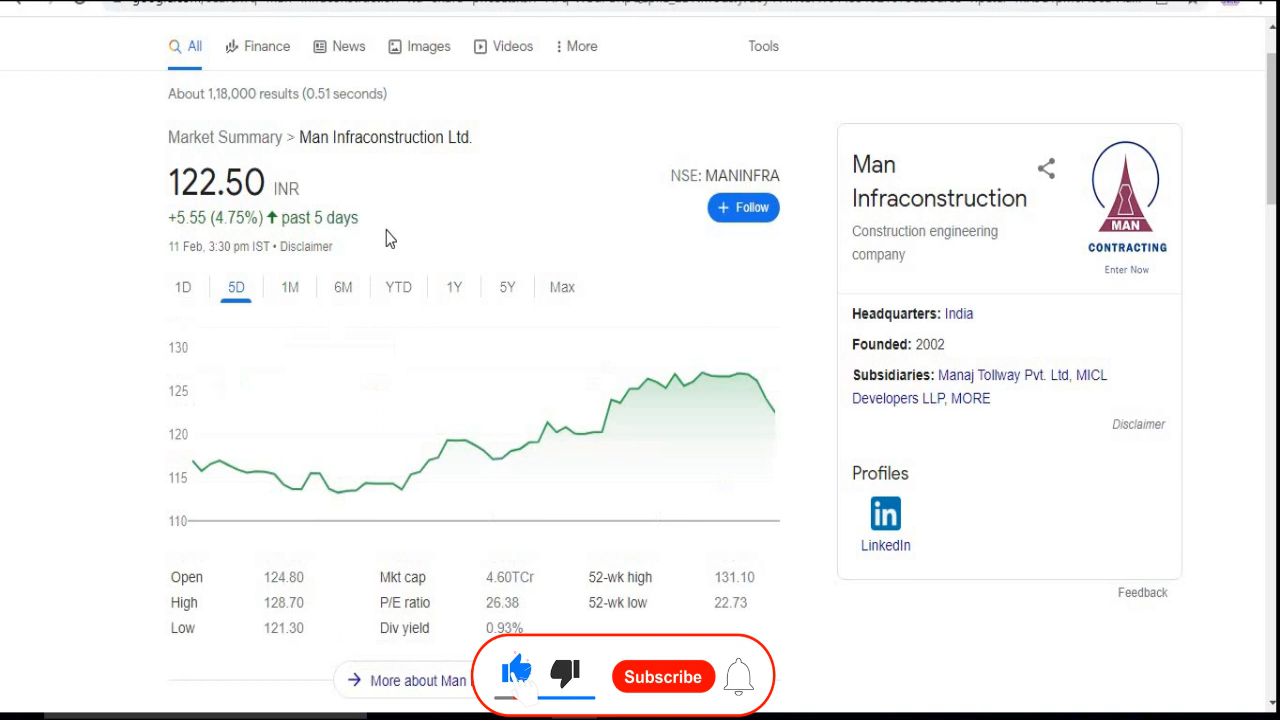 All
Finance
News
Images
Videos
More
Tools
About 1,18,000 results (0.51 seconds)
Market Summary > Man Infraconstruction Ltd.
122.50 INR
+5.55 (4.75%) ↑ past 5 days
11 Feb, 3:30 pm IST • Disclaimer
NSE: MANINFRA
+ Follow
1D 5D 1M 6M YTD 1Y 5Y Max
130
125
120
115
110
Open 124.80 Mkt cap 4.60TCr 52-wk high 131.10
High 128.70 P/E ratio 26.38 52-wk low 22.73
Low 121.30 Div yield 0.93%
More about Man
Man
Infraconstruction
Construction engineering
company
MAN
CONTRACTING
Enter Now
Headquarters: India
Founded: 2002
Subsidiaries: Manaj Tollway Pvt. Ltd, MICL
Developers LLP, MORE
Disclaimer
Profiles
in
LinkedIn
Feedback
Subscribe